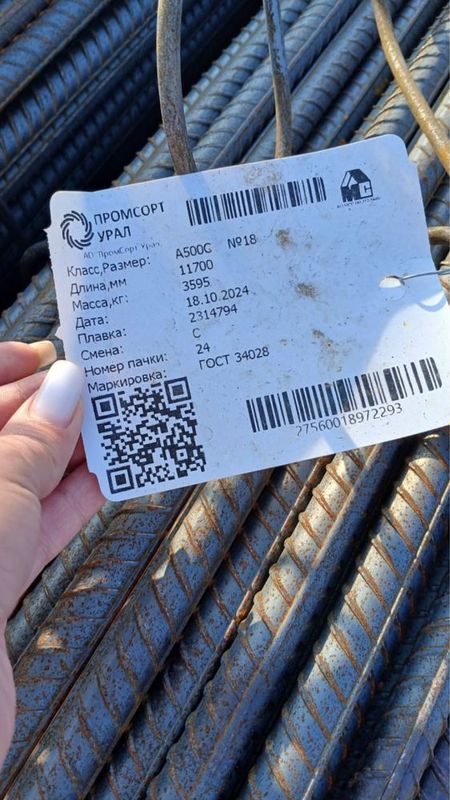 ПРОМСОРТ
УРАЛ
АО ПромСорт Урал
Класс,Размер: А500С №18
Длина,мм 11700
Масса,кг: 3595
Дата: 18.10.2024
Плавка: 2314794
Смена: С
Номер пачки: 24
Маркировка: ГОСТ 34028
27560018972293